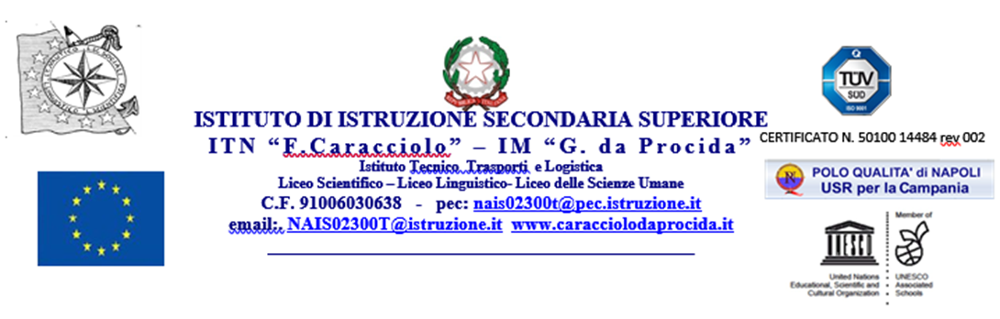 ISTITUTO DI ISTRUZIONE SECONDARIA SUPERIORE
ITN “F.Caracciolo” – IM “G. da Procida”
Istituto Tecnico Trasporti e Logistica
Liceo Scientifico – Liceo Linguistico- Liceo delle Scienze Umane
C.F. 91006030638 - pec: nais02300t@pec.istruzione.it
email:. NAIS02300T@istruzione.it www.caracciolodaprocida.it
TÜV
SÜD
ISO 9001
CERTIFICATO N. 50100 14484 rev 002
POLO QUALITA' di NAPOLI
USR per la Campania
UNESCO
United Nations
Educational, Scientific and
Cultural Organization
Member of
UNESCO
Associated
Schools